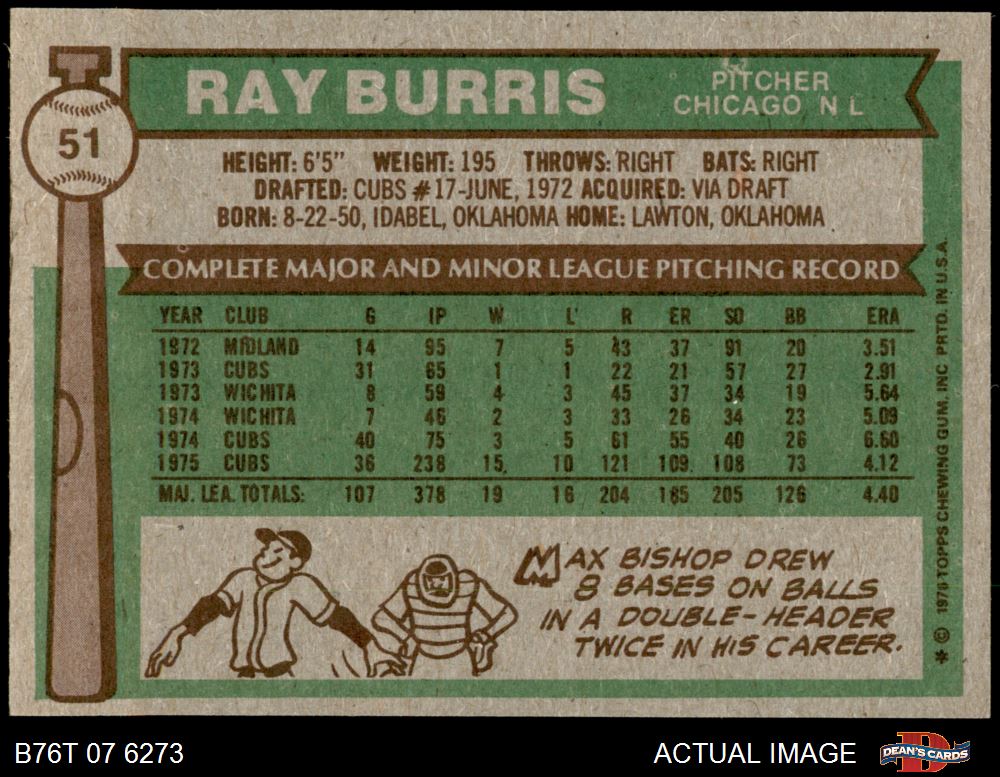 RAY BURRIS
PITCHER
CHICAGO N L
51
HEIGHT: 6'5" WEIGHT: 195 THROWS: RIGHT BATS: RIGHT
DRAFTED: CUBS #17-JUNE, 1972 ACQUIRED: VIA DRAFT
BORN: 8-22-50, IDABEL, OKLAHOMA HOME: LAWTON, OKLAHOMA
COMPLETE MAJOR AND MINOR LEAGUE PITCHING RECORD
YEAR CLUB G IP W L R ER SO BB ERA
1972 MIDLAND 14 95 7 5 43 37 91 20 3.51
1973 CUBS 31 65 1 1 22 21 57 27 2.91
1973 WICHITA 8 59 4 3 45 37 34 19 5.64
1974 WICHITA 7 46 2 3 33 26 34 23 5.09
1974 CUBS 40 75 3 5 61 55 40 26 6.60
1975 CUBS 36 238 15 10 121 109 108 73 4.12
MAJ. LEA. TOTALS: 107 378 19 16 204 185 205 126 4.40
MAX BISHOP DREW
8 BASES ON BALLS
IN A DOUBLE-HEADER
TWICE IN HIS CAREER.
* © 1976 TOPPS CHEWING GUM, INC PRTD. IN U.S.A.
B76T 07 6273
ACTUAL IMAGE
DEAN'S CARDS